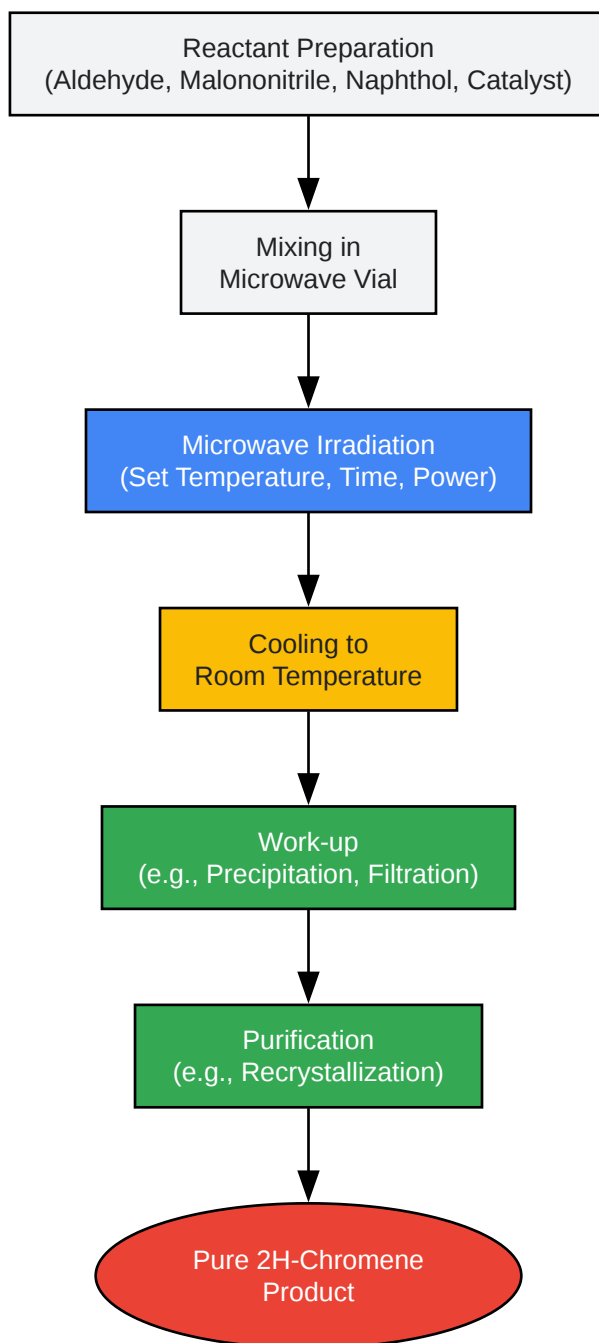 Reactant Preparation
(Aldehyde, Malononitrile, Naphthol, Catalyst)
Mixing in
Microwave Vial
Microwave Irradiation
(Set Temperature, Time, Power)
Cooling to
Room Temperature
Work-up
(e.g., Precipitation, Filtration)
Purification
(e.g., Recrystallization)
Pure 2H-Chromene
Product